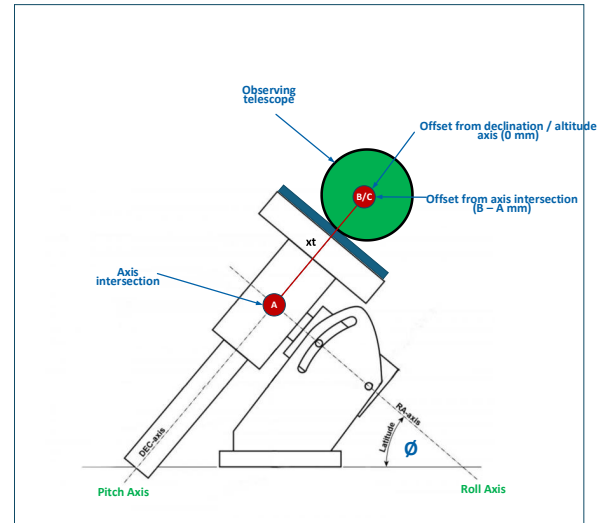 Observing
telescope
Offset from declination / altitude
axis (0 mm)
B/C
Offset from axis intersection
(B – A mm)
xt
Axis
intersection
A
RA-axis
Latitude
Ø
DEC-axis
Pitch Axis
Roll Axis